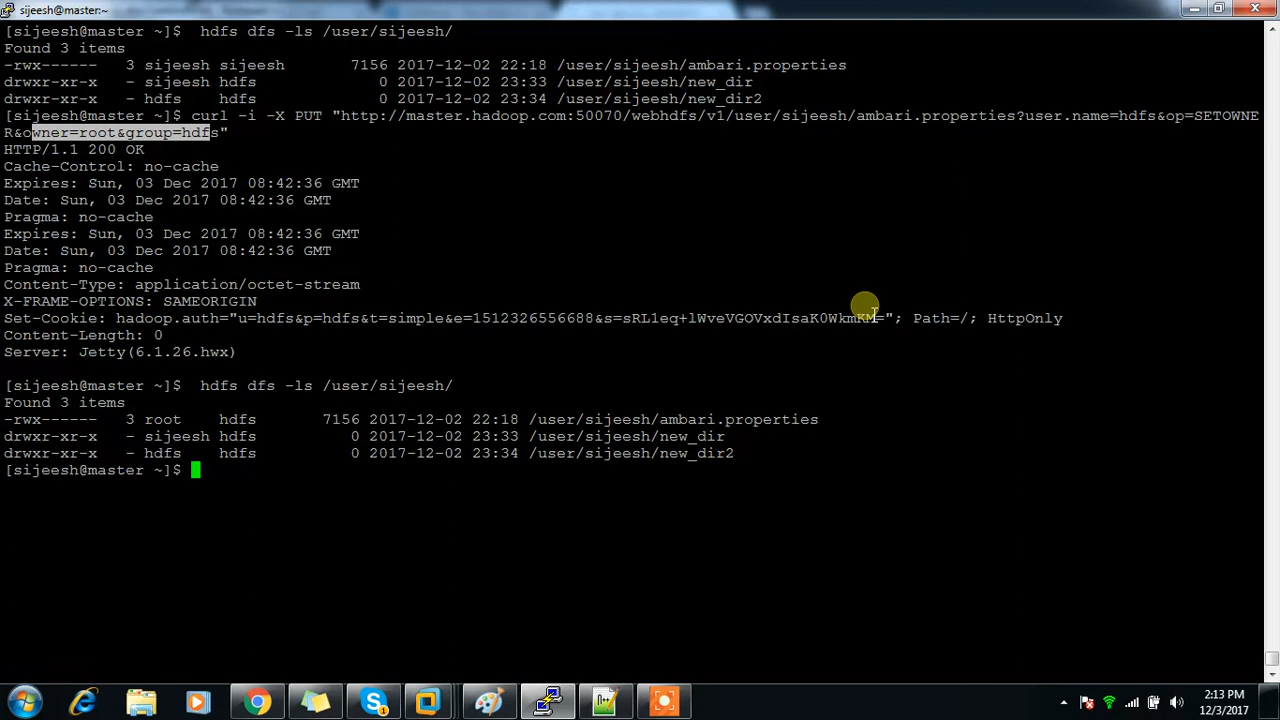 sijeesh@master:~
[sijeesh@master ~]$  hdfs dfs -ls /user/sijeesh/
Found 3 items
-rwx------   3 sijeesh sijeesh       7156 2017-12-02 22:18 /user/sijeesh/ambari.properties
drwxr-xr-x   - sijeesh hdfs          0 2017-12-02 23:33 /user/sijeesh/new_dir
drwxr-xr-x   - hdfs    hdfs          0 2017-12-02 23:34 /user/sijeesh/new_dir2
[sijeesh@master ~]$ curl -i -X PUT "http://master.hadoop.com:50070/webhdfs/v1/user/sijeesh/ambari.properties?user.name=hdfs&op=SETOWNE
R&owner=root&group=hdfs"
HTTP/1.1 200 OK
Cache-Control: no-cache
Expires: Sun, 03 Dec 2017 08:42:36 GMT
Date: Sun, 03 Dec 2017 08:42:36 GMT
Pragma: no-cache
Expires: Sun, 03 Dec 2017 08:42:36 GMT
Date: Sun, 03 Dec 2017 08:42:36 GMT
Pragma: no-cache
Content-Type: application/octet-stream
X-FRAME-OPTIONS: SAMEORIGIN
Set-Cookie: hadoop.auth="u=hdfs&p=hdfs&t=simple&e=1512326556688&s=sRL1eq+lWveVGOVxdIsaK0WkmKM="; Path=/; HttpOnly
Content-Length: 0
Server: Jetty(6.1.26.hwx)
[sijeesh@master ~]$  hdfs dfs -ls /user/sijeesh/
Found 3 items
-rwx------   3 root    hdfs       7156 2017-12-02 22:18 /user/sijeesh/ambari.properties
drwxr-xr-x   - sijeesh hdfs          0 2017-12-02 23:33 /user/sijeesh/new_dir
drwxr-xr-x   - hdfs    hdfs          0 2017-12-02 23:34 /user/sijeesh/new_dir2
[sijeesh@master ~]$
2:13 PM
12/3/2017